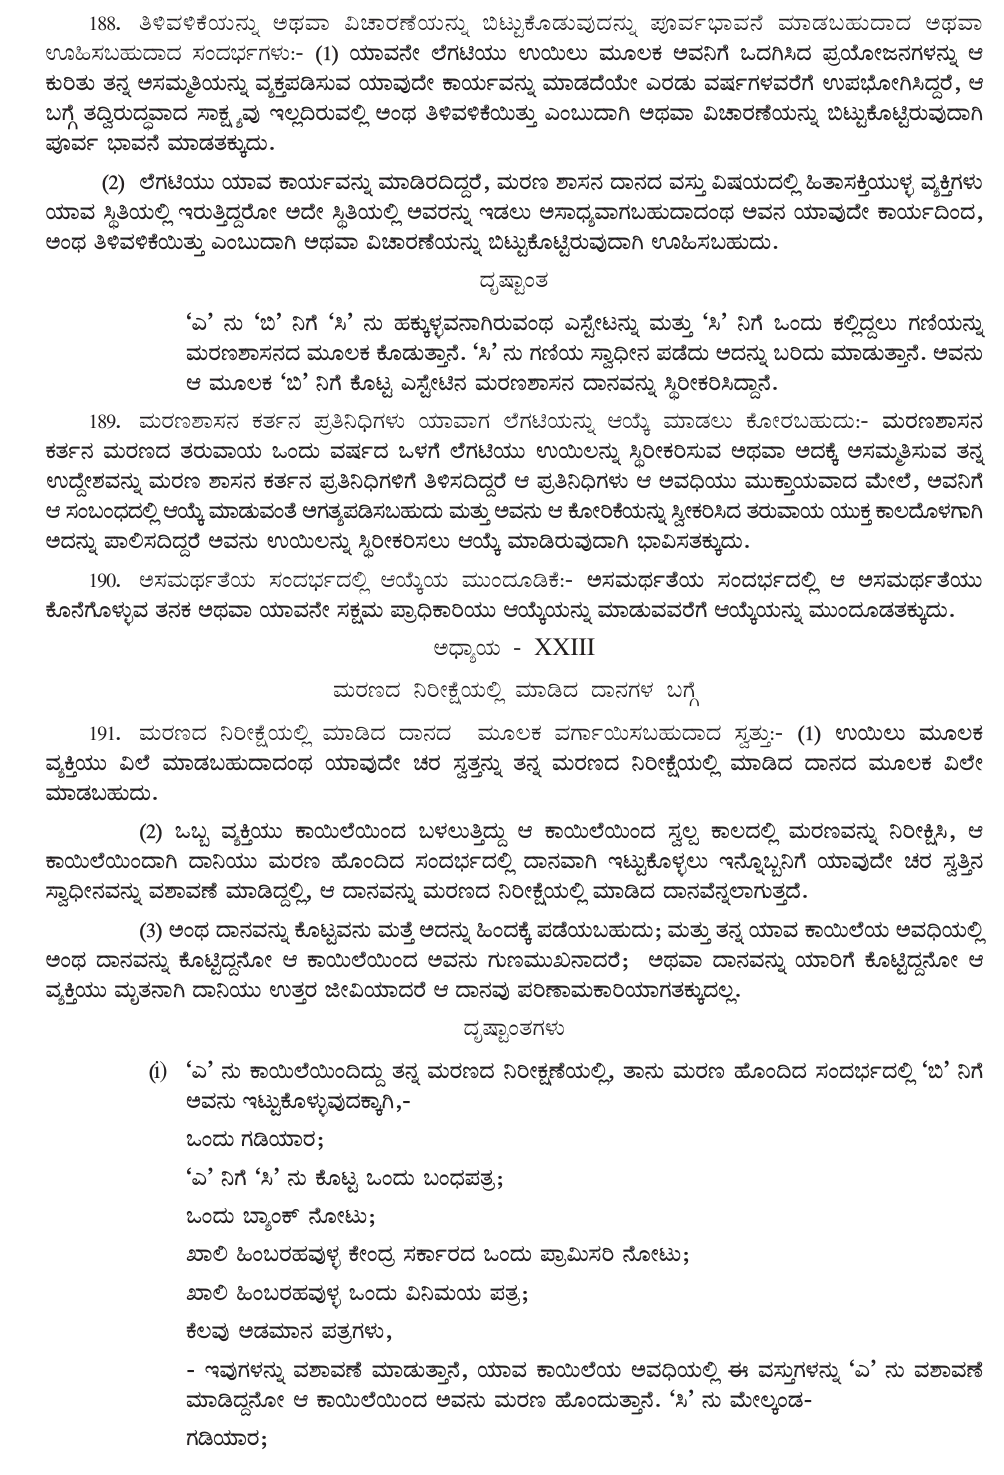 188. ತಿಳಿವಳಿಕೆಯನ್ನು ಅಥವಾ ವಿಚಾರಣೆಯನ್ನು ಬಿಟ್ಟುಕೊಡುವುದನ್ನು ಪೂರ್ವಭಾವನೆ ಮಾಡಬಹುದಾದ ಅಥವಾ
ಊಹಿಸಬಹುದಾದ ಸಂದರ್ಭಗಳು:- (1) ಯಾವನೇ ಲೆಗಟಿಯು ಉಯಿಲು ಮೂಲಕ ಅವನಿಗೆ ಒದಗಿಸಿದ ಪ್ರಯೋಜನಗಳನ್ನು ಆ
ಕುರಿತು ತನ್ನ ಅಸಮ್ಮತಿಯನ್ನು ವ್ಯಕ್ತಪಡಿಸುವ ಯಾವುದೇ ಕಾರ್ಯವನ್ನು ಮಾಡದೆಯೇ ಎರಡು ವರ್ಷಗಳವರೆಗೆ ಉಪಭೋಗಿಸಿದ್ದರೆ, ಆ
ಬಗ್ಗೆ ತದ್ವಿರುದ್ಧವಾದ ಸಾಕ್ಷ್ಯವು ಇಲ್ಲದಿರುವಲ್ಲಿ ಅಂಥ ತಿಳಿವಳಿಕೆಯಿತ್ತು ಎಂಬುದಾಗಿ ಅಥವಾ ವಿಚಾರಣೆಯನ್ನು ಬಿಟ್ಟುಕೊಟ್ಟಿರುವುದಾಗಿ
ಪೂರ್ವ ಭಾವನೆ ಮಾಡತಕ್ಕುದು.
(2) ಲೆಗಟಿಯು ಯಾವ ಕಾರ್ಯವನ್ನು ಮಾಡಿರದಿದ್ದರೆ, ಮರಣ ಶಾಸನ ದಾನದ ವಸ್ತು ವಿಷಯದಲ್ಲಿ ಹಿತಾಸಕ್ತಿಯುಳ್ಳ ವ್ಯಕ್ತಿಗಳು
ಯಾವ ಸ್ಥಿತಿಯಲ್ಲಿ ಇರುತ್ತಿದ್ದರೋ ಅದೇ ಸ್ಥಿತಿಯಲ್ಲಿ ಅವರನ್ನು ಇಡಲು ಅಸಾಧ್ಯವಾಗಬಹುದಾದಂಥ ಅವನ ಯಾವುದೇ ಕಾರ್ಯದಿಂದ,
ಅಂಥ ತಿಳಿವಳಿಕೆಯಿತ್ತು ಎಂಬುದಾಗಿ ಅಥವಾ ವಿಚಾರಣೆಯನ್ನು ಬಿಟ್ಟುಕೊಟ್ಟಿರುವುದಾಗಿ ಊಹಿಸಬಹುದು.
ದೃಷ್ಟಾಂತ
‘ಎ’ ನು ‘ಬಿ’ ನಿಗೆ ‘ಸಿ’ ನು ಹಕ್ಕುಳ್ಳವನಾಗಿರುವಂಥ ಎಸ್ಟೇಟನ್ನು ಮತ್ತು ‘ಸಿ’ ನಿಗೆ ಒಂದು ಕಲ್ಲಿದ್ದಲು ಗಣಿಯನ್ನು
ಮರಣಶಾಸನದ ಮೂಲಕ ಕೊಡುತ್ತಾನೆ. ‘ಸಿ’ ನು ಗಣಿಯ ಸ್ವಾಧೀನ ಪಡೆದು ಅದನ್ನು ಬರಿದು ಮಾಡುತ್ತಾನೆ. ಅವನು
ಆ ಮೂಲಕ ‘ಬಿ’ ನಿಗೆ ಕೊಟ್ಟ ಎಸ್ಟೇಟಿನ ಮರಣಶಾಸನ ದಾನವನ್ನು ಸ್ಥಿರೀಕರಿಸಿದ್ದಾನೆ.
189. ಮರಣಶಾಸನ ಕರ್ತನ ಪ್ರತಿನಿಧಿಗಳು ಯಾವಾಗ ಲೆಗಟಿಯನ್ನು ಆಯ್ಕೆ ಮಾಡಲು ಕೋರಬಹುದು:- ಮರಣಶಾಸನ
ಕರ್ತನ ಮರಣದ ತರುವಾಯ ಒಂದು ವರ್ಷದ ಒಳಗೆ ಲೆಗಟಿಯು ಉಯಿಲನ್ನು ಸ್ಥಿರೀಕರಿಸುವ ಅಥವಾ ಅದಕ್ಕೆ ಅಸಮ್ಮತಿಸುವ ತನ್ನ
ಉದ್ದೇಶವನ್ನು ಮರಣ ಶಾಸನ ಕರ್ತನ ಪ್ರತಿನಿಧಿಗಳಿಗೆ ತಿಳಿಸದಿದ್ದರೆ ಆ ಪ್ರತಿನಿಧಿಗಳು ಆ ಅವಧಿಯು ಮುಕ್ತಾಯವಾದ ಮೇಲೆ, ಅವನಿಗೆ
ಆ ಸಂಬಂಧದಲ್ಲಿ ಆಯ್ಕೆ ಮಾಡುವಂತೆ ಅಗತ್ಯಪಡಿಸಬಹುದು ಮತ್ತು ಅವನು ಆ ಕೋರಿಕೆಯನ್ನು ಸ್ವೀಕರಿಸಿದ ತರುವಾಯ ಯುಕ್ತ ಕಾಲದೊಳಗಾಗಿ
ಅದನ್ನು ಪಾಲಿಸದಿದ್ದರೆ ಅವನು ಉಯಿಲನ್ನು ಸ್ಥಿರೀಕರಿಸಲು ಆಯ್ಕೆ ಮಾಡಿರುವುದಾಗಿ ಭಾವಿಸತಕ್ಕುದು.
190. ಅಸಮರ್ಥತೆಯ ಸಂದರ್ಭದಲ್ಲಿ ಆಯ್ಕೆಯ ಮುಂದೂಡಿಕೆ:- ಅಸಮರ್ಥತೆಯ ಸಂದರ್ಭದಲ್ಲಿ ಆ ಅಸಮರ್ಥತೆಯು
ಕೊನೆಗೊಳ್ಳುವ ತನಕ ಅಥವಾ ಯಾವನೇ ಸಕ್ಷಮ ಪ್ರಾಧಿಕಾರಿಯು ಆಯ್ಕೆಯನ್ನು ಮಾಡುವವರೆಗೆ ಆಯ್ಕೆಯನ್ನು ಮುಂದೂಡತಕ್ಕುದು.
ಅಧ್ಯಾಯ - XXIII
ಮರಣದ ನಿರೀಕ್ಷೆಯಲ್ಲಿ ಮಾಡಿದ ದಾನಗಳ ಬಗ್ಗೆ
191. ಮರಣದ ನಿರೀಕ್ಷೆಯಲ್ಲಿ ಮಾಡಿದ ದಾನದ ಮೂಲಕ ವರ್ಗಾಯಿಸಬಹುದಾದ ಸ್ವತ್ತು:- (1) ಉಯಿಲು ಮೂಲಕ
ವ್ಯಕ್ತಿಯು ವಿಲೆ ಮಾಡಬಹುದಾದಂಥ ಯಾವುದೇ ಚರ ಸ್ವತ್ತನ್ನು ತನ್ನ ಮರಣದ ನಿರೀಕ್ಷೆಯಲ್ಲಿ ಮಾಡಿದ ದಾನದ ಮೂಲಕ ವಿಲೇ
ಮಾಡಬಹುದು.
(2) ಒಬ್ಬ ವ್ಯಕ್ತಿಯು ಕಾಯಿಲೆಯಿಂದ ಬಳಲುತ್ತಿದ್ದು ಆ ಕಾಯಿಲೆಯಿಂದ ಸ್ವಲ್ಪ ಕಾಲದಲ್ಲಿ ಮರಣವನ್ನು ನಿರೀಕ್ಷಿಸಿ, ಆ
ಕಾಯಿಲೆಯಿಂದಾಗಿ ದಾನಿಯು ಮರಣ ಹೊಂದಿದ ಸಂದರ್ಭದಲ್ಲಿ ದಾನವಾಗಿ ಇಟ್ಟುಕೊಳ್ಳಲು ಇನ್ನೊಬ್ಬನಿಗೆ ಯಾವುದೇ ಚರ ಸ್ವತ್ತಿನ
ಸ್ವಾಧೀನವನ್ನು ವಶಾವಣೆ ಮಾಡಿದ್ದಲ್ಲಿ, ಆ ದಾನವನ್ನು ಮರಣದ ನಿರೀಕ್ಷೆಯಲ್ಲಿ ಮಾಡಿದ ದಾನವೆನ್ನಲಾಗುತ್ತದೆ.
(3) ಅಂಥ ದಾನವನ್ನು ಕೊಟ್ಟವನು ಮತ್ತೆ ಅದನ್ನು ಹಿಂದಕ್ಕೆ ಪಡೆಯಬಹುದು; ಮತ್ತು ತನ್ನ ಯಾವ ಕಾಯಿಲೆಯ ಅವಧಿಯಲ್ಲಿ
ಅಂಥ ದಾನವನ್ನು ಕೊಟ್ಟಿದ್ದನೋ ಆ ಕಾಯಿಲೆಯಿಂದ ಅವನು ಗುಣಮುಖನಾದರೆ; ಅಥವಾ ದಾನವನ್ನು ಯಾರಿಗೆ ಕೊಟ್ಟಿದ್ದನೋ ಆ
ವ್ಯಕ್ತಿಯು ಮೃತನಾಗಿ ದಾನಿಯು ಉತ್ತರ ಜೀವಿಯಾದರೆ ಆ ದಾನವು ಪರಿಣಾಮಕಾರಿಯಾಗತಕ್ಕುದಲ್ಲ.
ದೃಷ್ಟಾಂತಗಳು
(i) ‘ಎ’ ನು ಕಾಯಿಲೆಯಿಂದಿದ್ದು ತನ್ನ ಮರಣದ ನಿರೀಕ್ಷಣೆಯಲ್ಲಿ, ತಾನು ಮರಣ ಹೊಂದಿದ ಸಂದರ್ಭದಲ್ಲಿ ‘ಬಿ’ ನಿಗೆ
ಅವನು ಇಟ್ಟುಕೊಳ್ಳುವುದಕ್ಕಾಗಿ,-
ಒಂದು ಗಡಿಯಾರ;
‘ಎ’ ನಿಗೆ ‘ಸಿ’ ನು ಕೊಟ್ಟ ಒಂದು ಬಂಧಪತ್ರ;
ಒಂದು ಬ್ಯಾಂಕ್ ನೋಟು;
ಖಾಲಿ ಹಿಂಬರಹವುಳ್ಳ ಕೇಂದ್ರ ಸರ್ಕಾರದ ಒಂದು ಪ್ರಾಮಿಸರಿ ನೋಟು;
ಖಾಲಿ ಹಿಂಬರಹವುಳ್ಳ ಒಂದು ವಿನಿಮಯ ಪತ್ರ;
ಕೆಲವು ಅಡಮಾನ ಪತ್ರಗಳು,
- ಇವುಗಳನ್ನು ವಶಾವಣೆ ಮಾಡುತ್ತಾನೆ, ಯಾವ ಕಾಯಿಲೆಯ ಅವಧಿಯಲ್ಲಿ ಈ ವಸ್ತುಗಳನ್ನು ‘ಎ’ ನು ವಶಾವಣೆ
ಮಾಡಿದ್ದನೋ ಆ ಕಾಯಿಲೆಯಿಂದ ಅವನು ಮರಣ ಹೊಂದುತ್ತಾನೆ. ‘ಸಿ’ ನು ಮೇಲ್ಕಂಡ-
ಗಡಿಯಾರ;